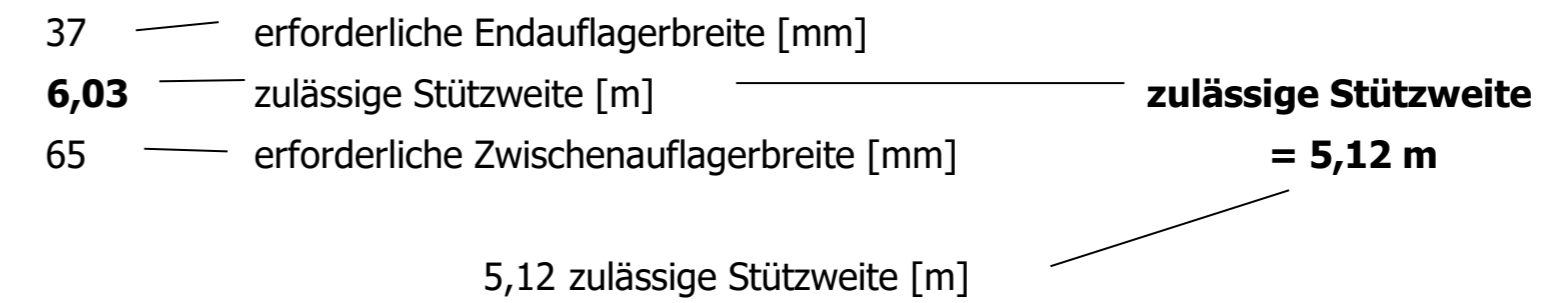 37 erforderliche Endauflagerbreite [mm]
6,03 zulässige Stützweite [m] zulässige Stützweite
65 erforderliche Zwischenauflagerbreite [mm] = 5,12 m
5,12 zulässige Stützweite [m]